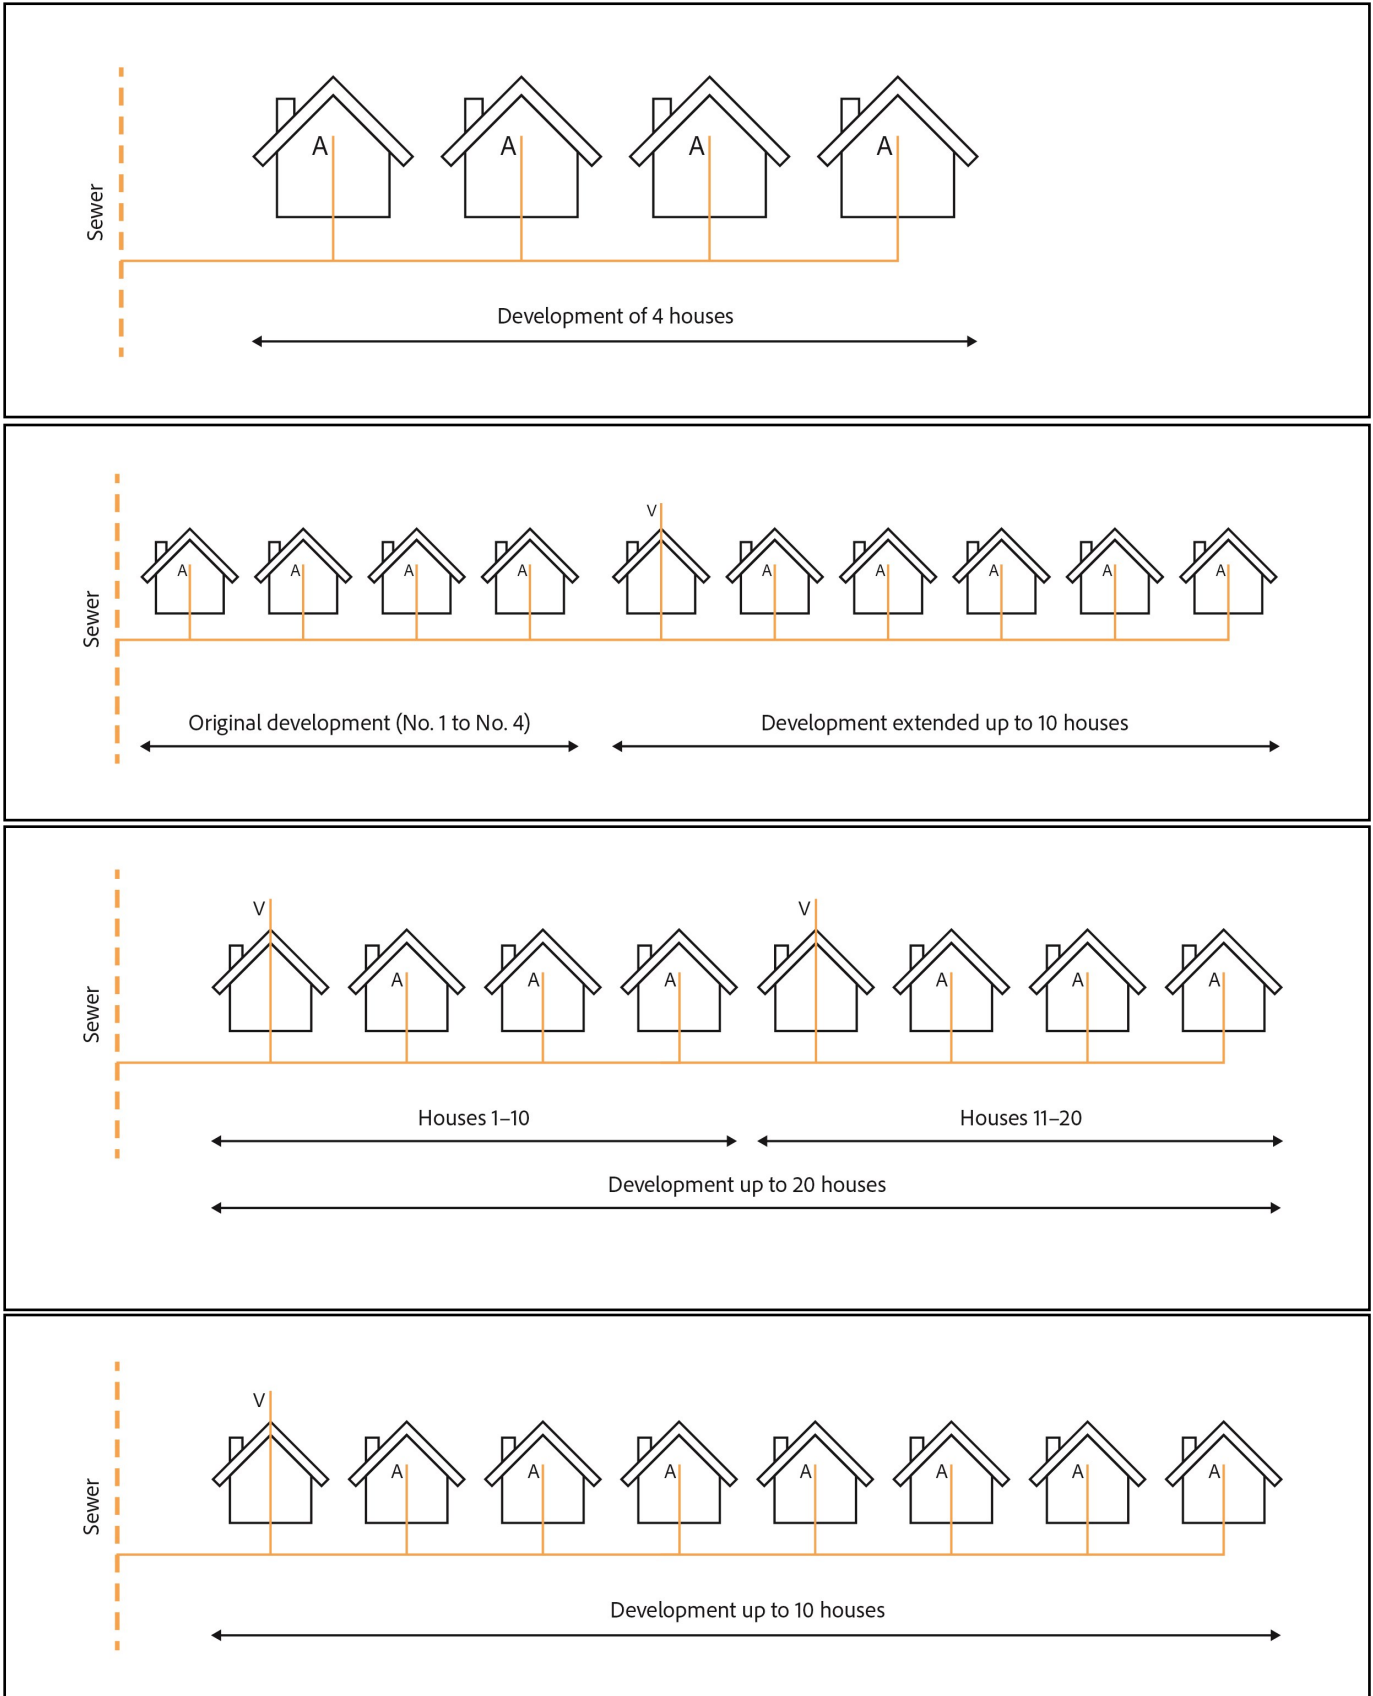 A A A A
Sewer
Development of 4 houses
V
A A A A A A A A A
Sewer
Original development (No. 1 to No. 4) Development extended up to 10 houses
V V
A A A A A A
Sewer
Houses 1–10 Houses 11–20
Development up to 20 houses
V
A A A A A A A
Sewer
Development up to 10 houses